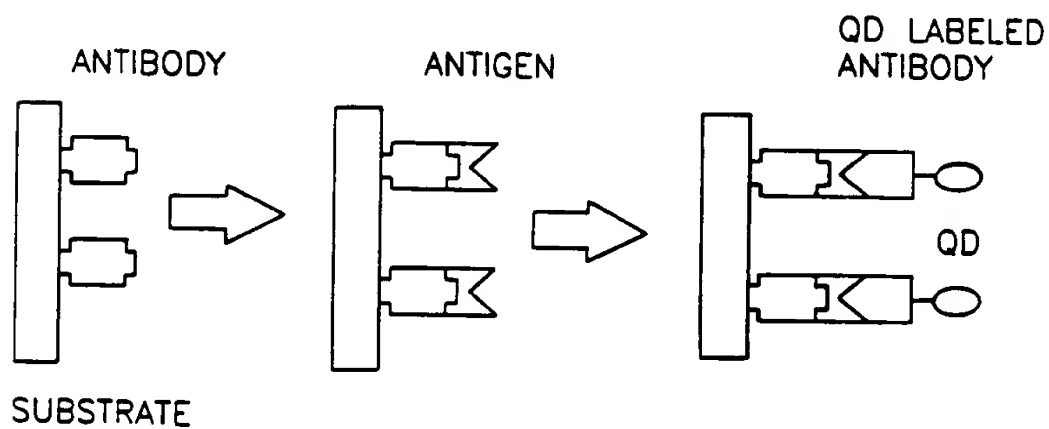 ANTIBODY
ANTIGEN
QD LABELED
ANTIBODY
QD
SUBSTRATE